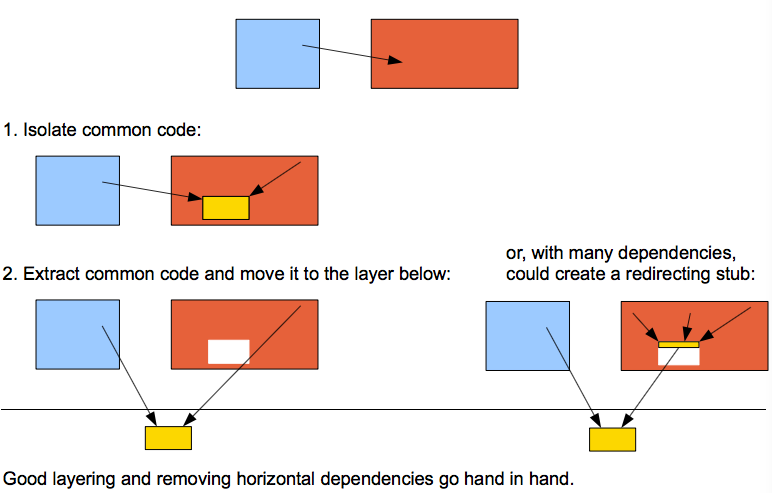 1. Isolate common code:
or, with many dependencies,
2. Extract common code and move it to the layer below:
could create a redirecting stub:
Good layering and removing horizontal dependencies go hand in hand.